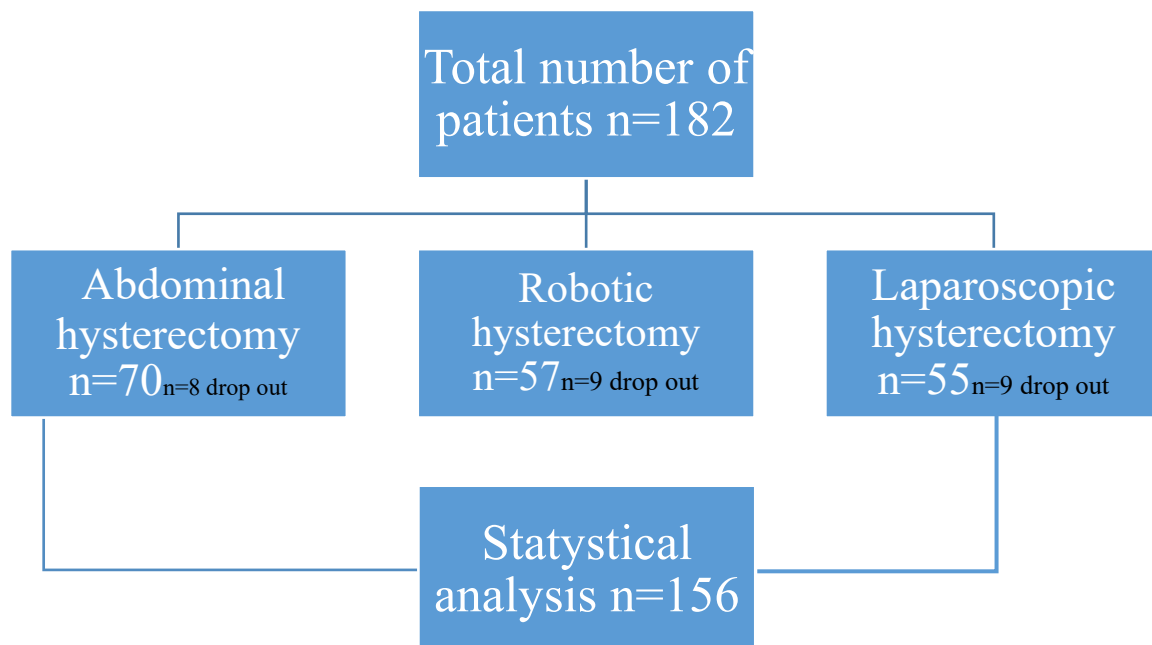 Total number of
patients n=182
Abdominal
hysterectomy
n=70n=8 drop out
Robotic
hysterectomy
n=57n=9 drop out
Laparoscopic
hysterectomy
n=55n=9 drop out
Statystical
analysis n=156